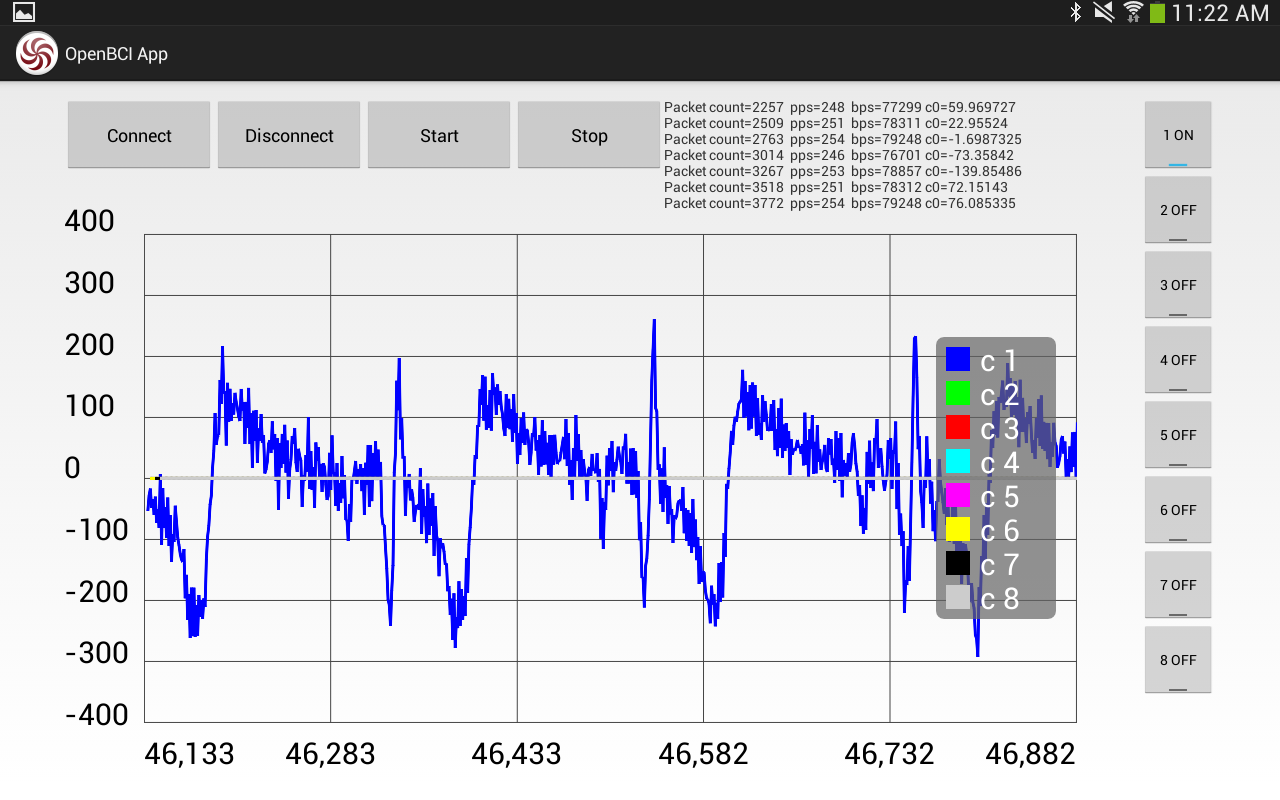 11:22 AM
OpenBCI App
Connect Disconnect Start Stop
Packet count=2257 pps=248 bps=77299 c0=59.969727
Packet count=2509 pps=251 bps=78311 c0=22.95524
Packet count=2763 pps=254 bps=79248 c0=-1.6987325
Packet count=3014 pps=246 bps=76701 c0=-73.35842
Packet count=3267 pps=253 bps=78857 c0=-139.85486
Packet count=3518 pps=251 bps=78312 c0=72.15143
Packet count=3772 pps=254 bps=79248 c0=76.085335
1 ON
2 OFF
3 OFF
4 OFF
5 OFF
6 OFF
7 OFF
8 OFF
400
300
200
100
0
-100
-200
-300
-400
c 1
c 2
c 3
c 4
c 5
c 6
c 7
c 8
46,133 46,283 46,433 46,582 46,732 46,882